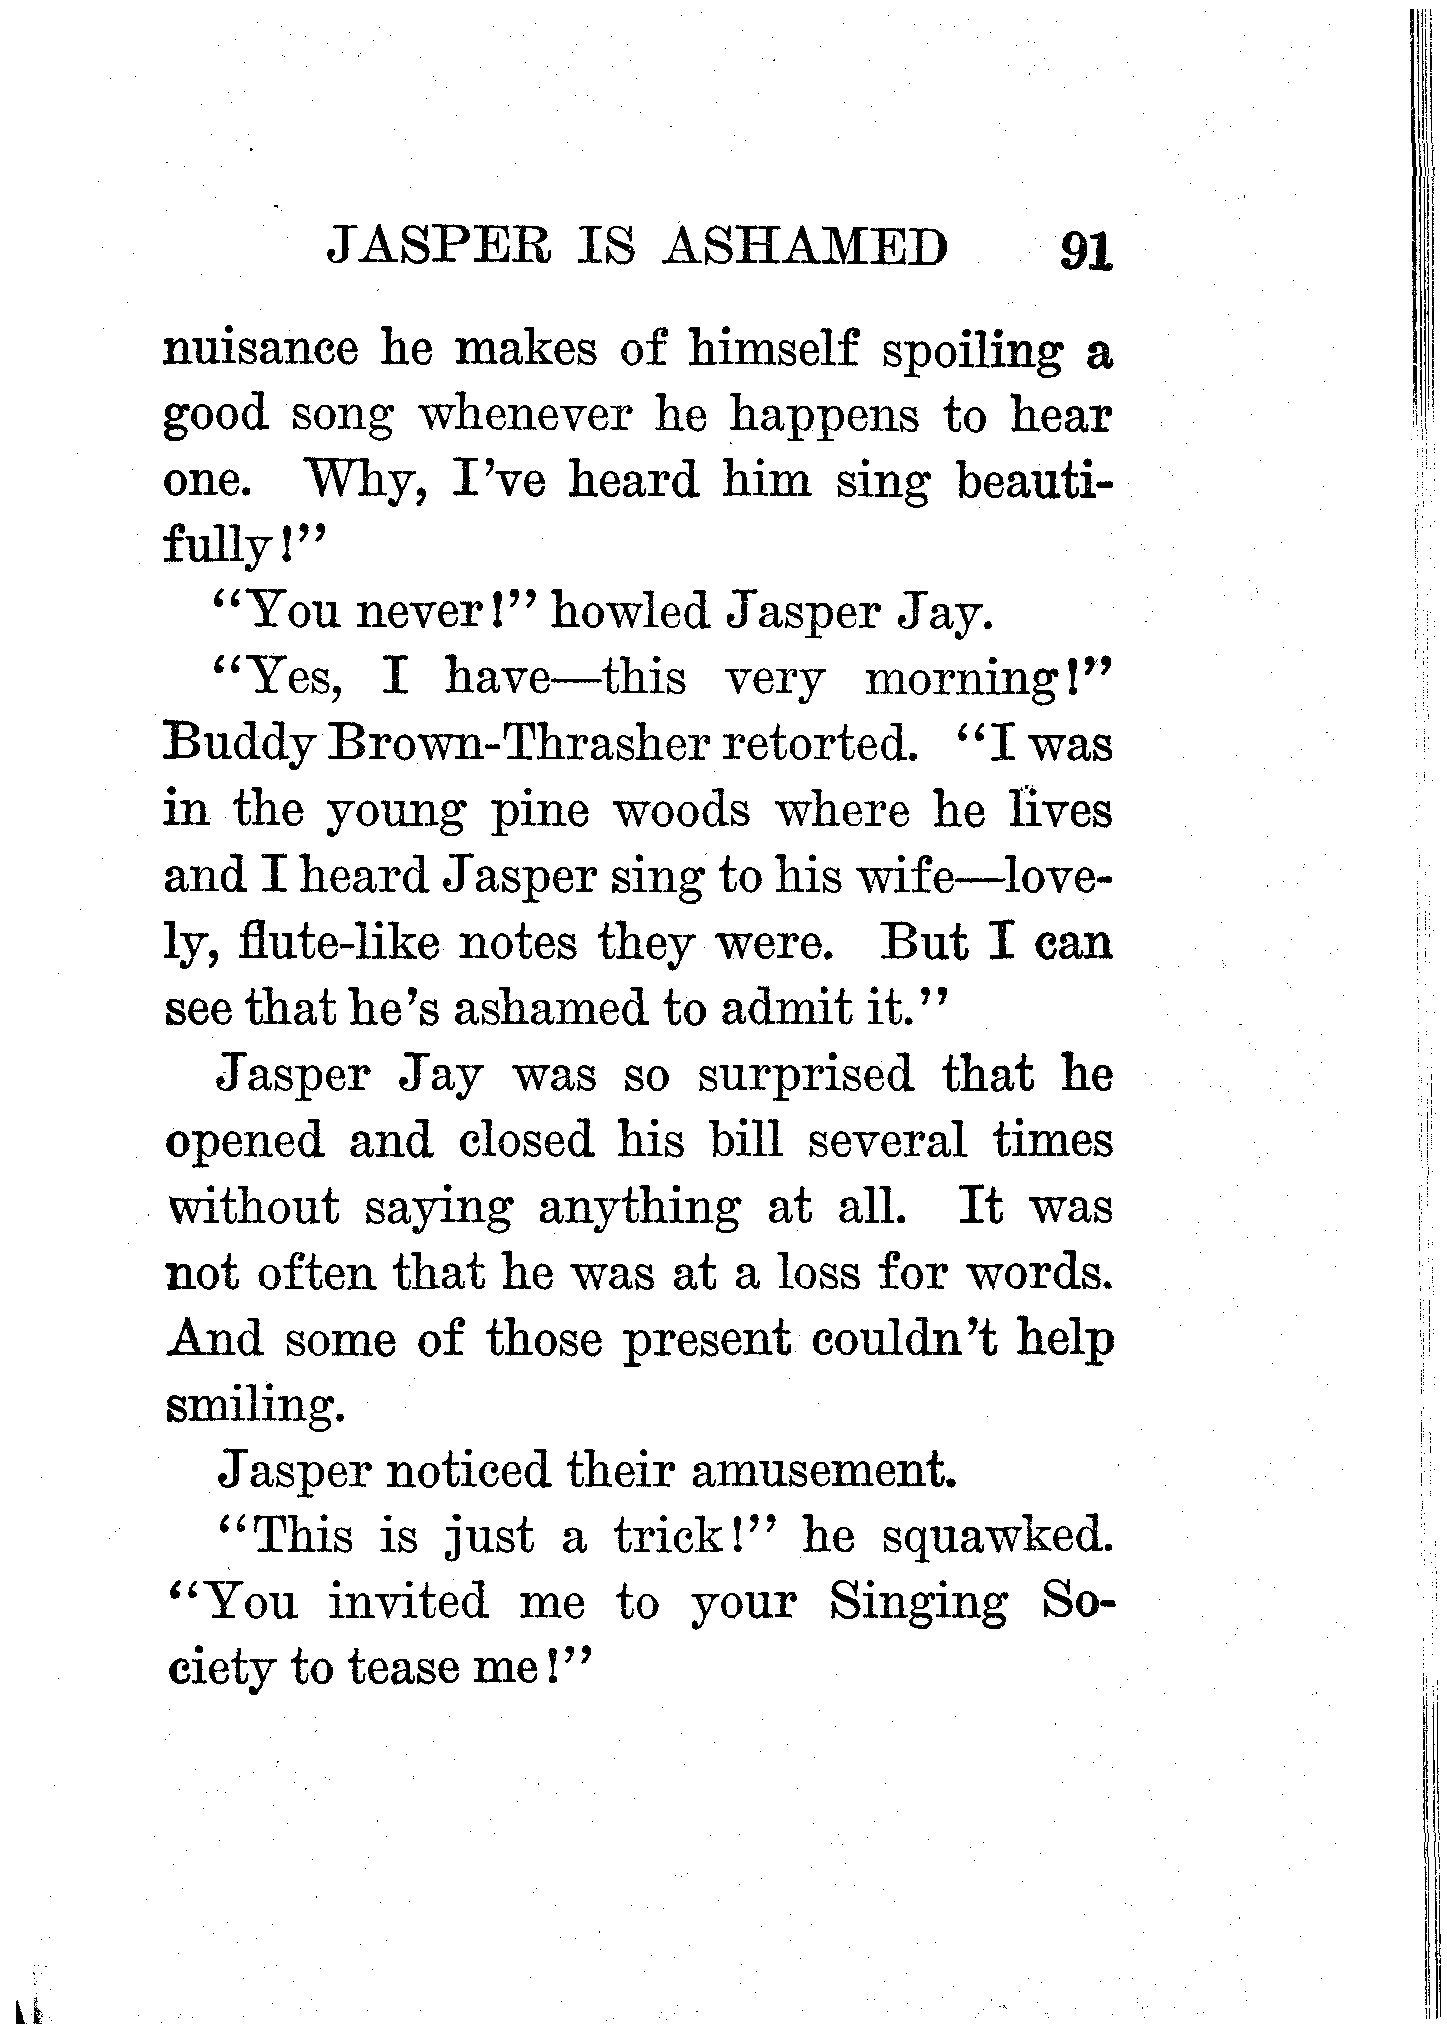 JASPER IS ASHAMED 91
nuisance he makes of himself spoiling a
good song whenever he happens to hear
one. Why, I've heard him sing beauti-
fully!"
"You never!" howled Jasper Jay.
"Yes, I have—this very morning!"
Buddy Brown-Thrasher retorted. "I was
in the young pine woods where he lives
and I heard Jasper sing to his wife—love-
ly, flute-like notes they were. But I can
see that he's ashamed to admit it."
Jasper Jay was so surprised that he
opened and closed his bill several times
without saying anything at all. It was
not often that he was at a loss for words.
And some of those present couldn't help
smiling.
Jasper noticed their amusement.
"This is just a trick!" he squawked.
"You invited me to your Singing So-
ciety to tease me!"